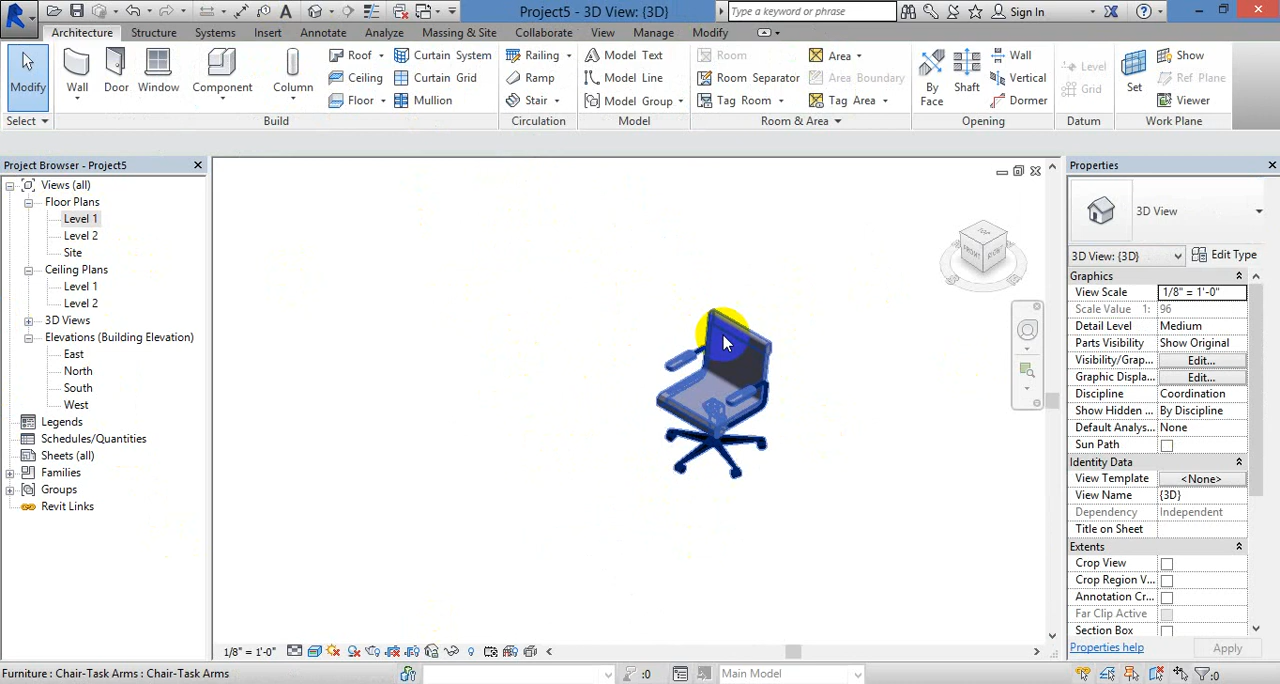 Project5 - 3D View: {3D}
Type a keyword or phrase
Sign In
Architecture
Structure
Systems
Insert
Annotate
Analyze
Massing & Site
Collaborate
View
Manage
Modify
Modify
Wall
Door
Window
Component
Column
Roof
Ceiling
Floor
Curtain System
Curtain Grid
Mullion
Railing
Ramp
Stair
Model Text
Model Line
Model Group
Room
Room Separator
Tag Room
Area
Area Boundary
Tag Area
By Face
Shaft
Wall
Vertical
Dormer
Level
Grid
Set
Show
Ref Plane
Viewer
Select
Build
Circulation
Model
Room & Area
Opening
Datum
Work Plane
Project Browser - Project5
Views (all)
Floor Plans
Level 1
Level 2
Site
Ceiling Plans
Level 1
Level 2
3D Views
Elevations (Building Elevation)
East
North
South
West
Legends
Schedules/Quantities
Sheets (all)
Families
Groups
Revit Links
TOP
FRONT
RIGHT
Properties
3D View
3D View: {3D}
Edit Type
Graphics
View Scale 1/8" = 1'-0"
Scale Value 1: 96
Detail Level Medium
Parts Visibility Show Original
Visibility/Grap... Edit...
Graphic Displa... Edit...
Discipline Coordination
Show Hidden ... By Discipline
Default Analys... None
Sun Path
Identity Data
View Template <None>
View Name {3D}
Dependency Independent
Title on Sheet
Extents
Crop View
Crop Region V...
Annotation Cr...
Far Clip Active
Section Box
Properties help
Apply
1/8" = 1'-0"
Furniture : Chair-Task Arms : Chair-Task Arms
:0
Main Model
:0